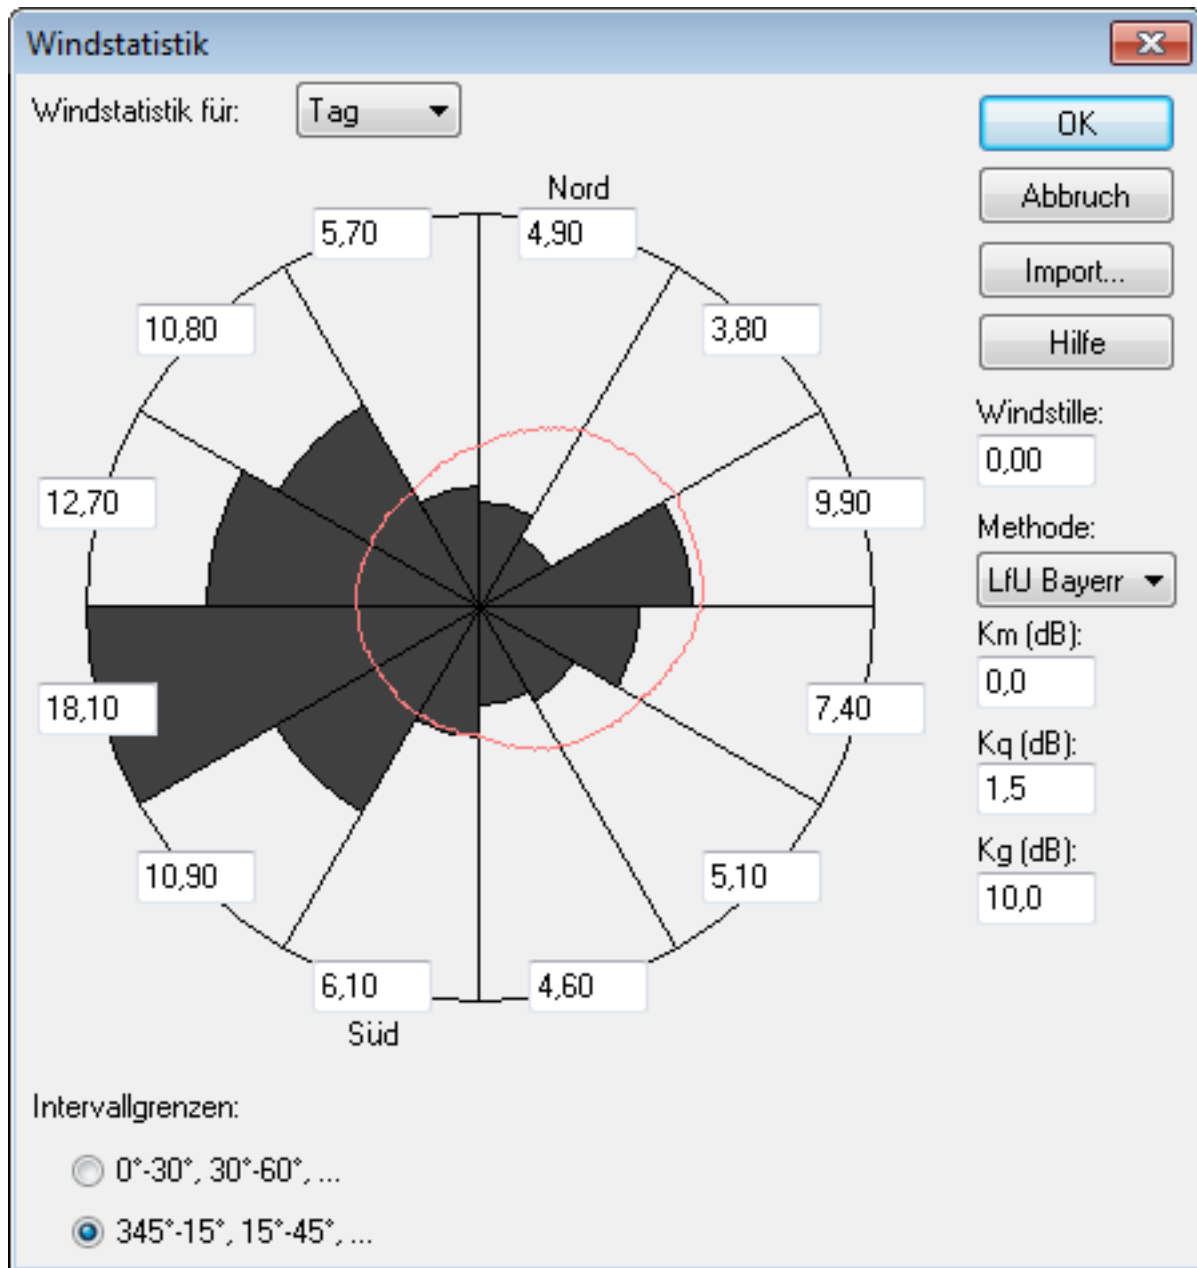 Windstatistik
Windstatistik für: Tag
OK
Abbruch
Import...
Hilfe
Nord
5,70 4,90
10,80 3,80
12,70 9,90
18,10 7,40
10,90 5,10
6,10 4,60
Süd
Windstille:
0,00
Methode:
LfU Bayerr
Km (dB):
0,0
Kq (dB):
1,5
Kg (dB):
10,0
Intervallgrenzen:
0°-30°, 30°-60°, ...
345°-15°, 15°-45°, ...